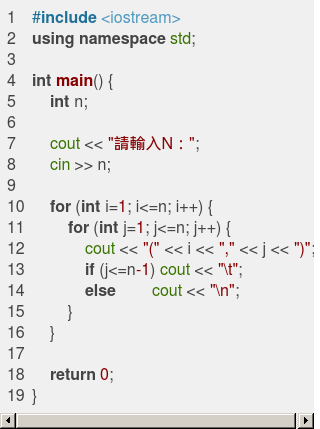 1 #include <iostream>
2 using namespace std;
3
4 int main() {
5     int n;
6
7     cout << "請輸入N：";
8     cin >> n;
9
10     for (int i=1; i<=n; i++) {
11         for (int j=1; j<=n; j++) {
12             cout << "(" << i << "," << j << ")";
13             if (j<=n-1) cout << "\t";
14             else        cout << "\n";
15         }
16     }
17
18     return 0;
19 }